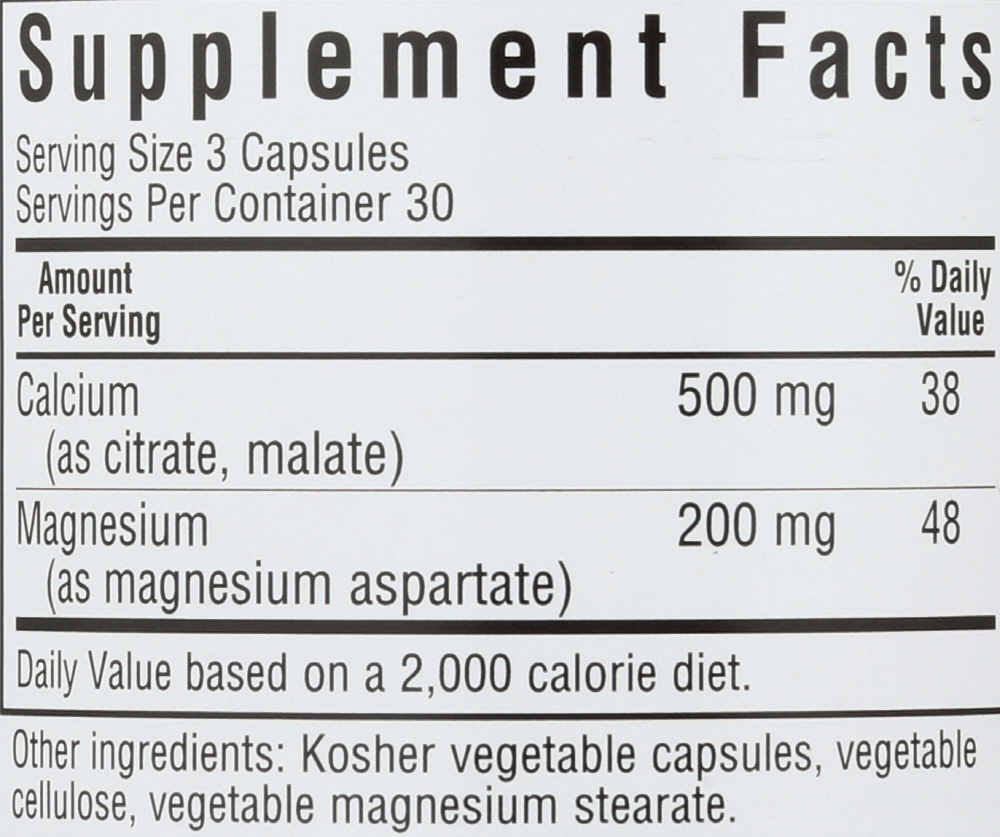 Supplement Facts
Serving Size 3 Capsules
Servings Per Container 30
Amount % Daily
Per Serving Value
Calcium 500 mg 38
(as citrate, malate)
Magnesium 200 mg 48
(as magnesium aspartate)
Daily Value based on a 2,000 calorie diet.
Other ingredients: Kosher vegetable capsules, vegetable
cellulose, vegetable magnesium stearate.